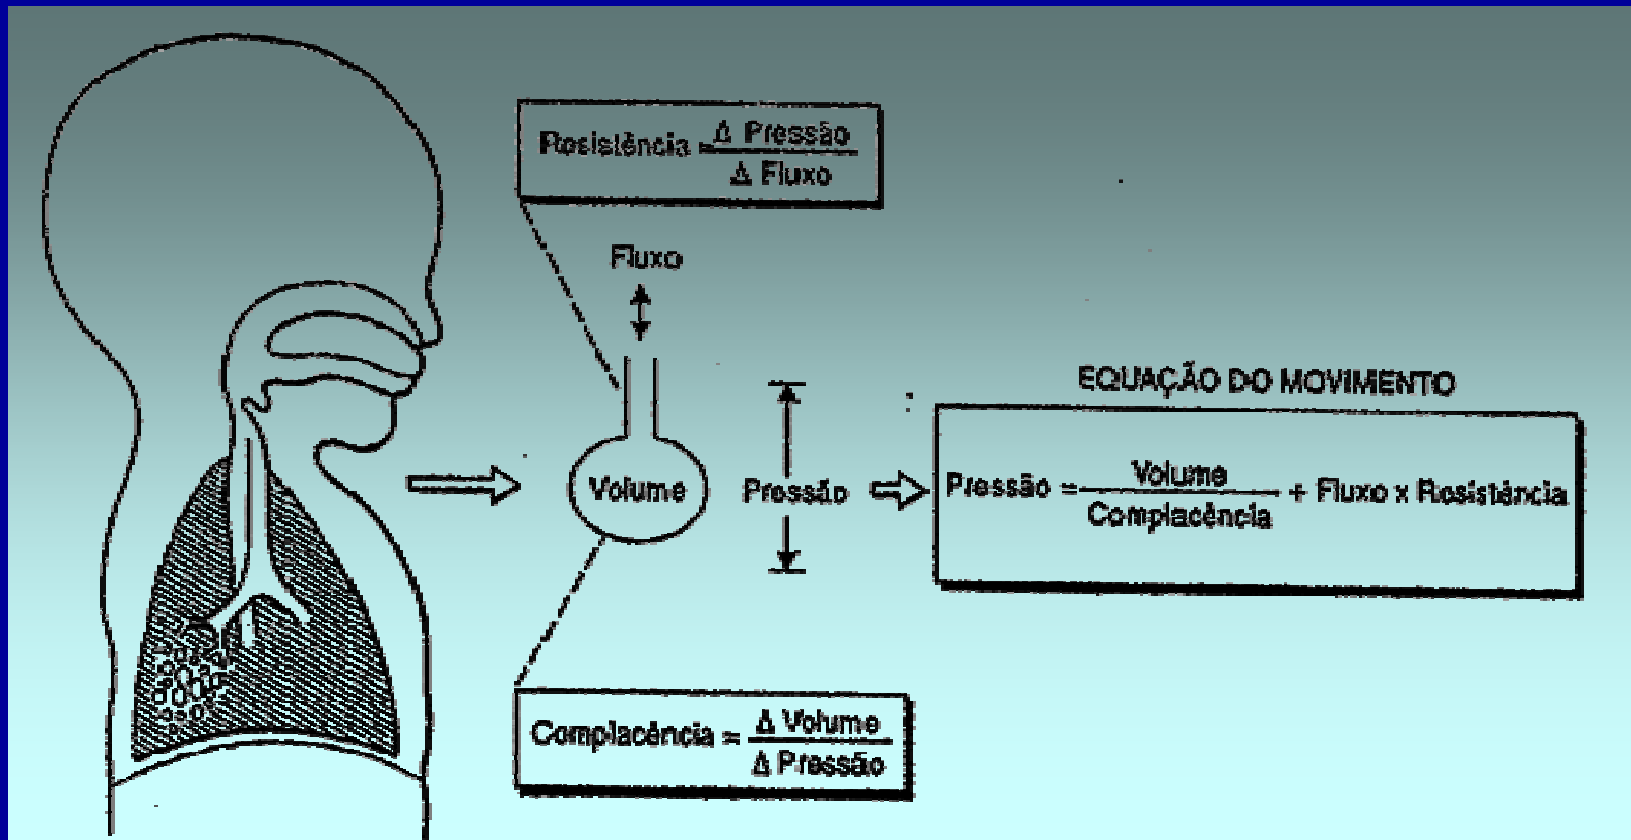 Resistência = Δ Pressão
Δ Fluxo
Fluxo
EQUAÇÃO DO MOVIMENTO
Volume
Pressão
Pressão = Volume + Fluxo x Resistência
Complacência
Complacência = Δ Volume
Δ Pressão